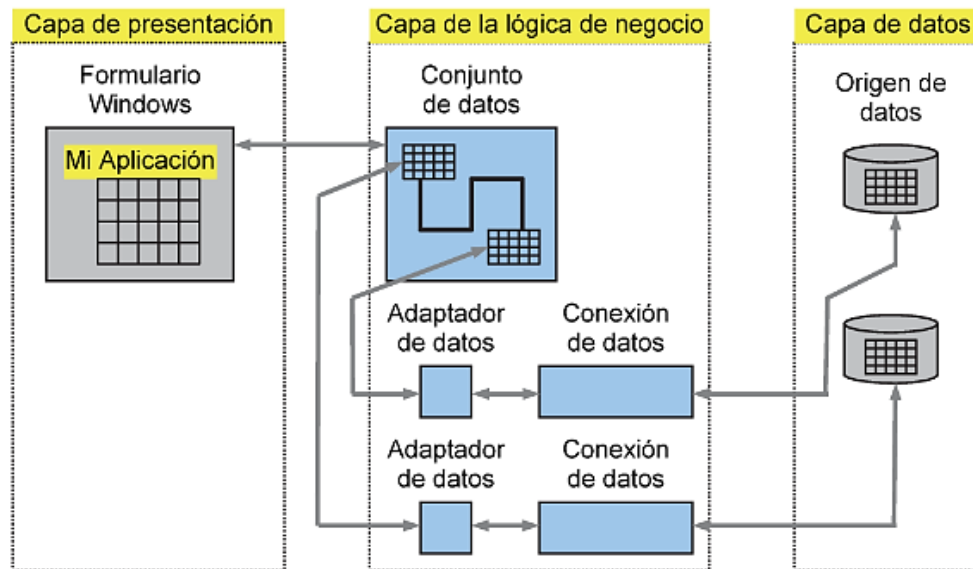 Capa de presentación
Capa de la lógica de negocio
Capa de datos
Formulario
Windows
Mi Aplicación
Conjunto
de datos
Origen de
datos
Adaptador
de datos
Conexión
de datos
Adaptador
de datos
Conexión
de datos